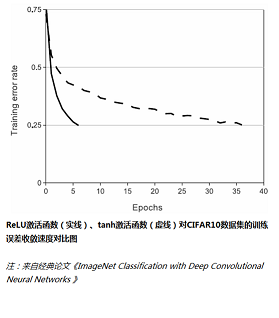 0.75
0.5
0.25
0
Training error rate
0 5 10 15 20 25 30 35 40
Epochs
ReLU激活函数（实线）、tanh激活函数（虚线）对CIFAR10数据集的训练
误差收敛速度对比图
注：来自经典论文《ImageNet Classification with Deep Convolutional
Neural Networks 》